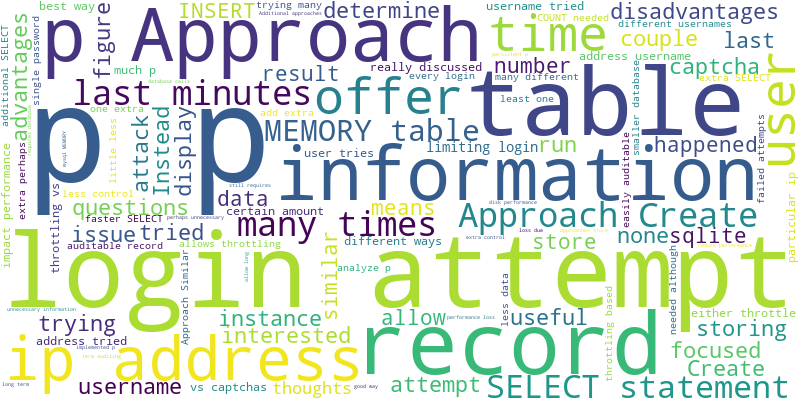 additional SELECT
best way
single password
figure
INSERT
Additional approaches
trying many
determine
username tried
COUNT needed
different usernames
disadvantages
p Approach
time
couple
last
address username
captcha
extra SELECT
user
advantages
much p
database calls
result
really discussed
every login
number
many different
last minutes
offer
table
least one
one extra
add extra
smaller database
mysql MEMORY
attack
Instead
display
p p
MEMORY table
limiting login
run
happened
easily auditable
failed attempts
extra perhaps
little less
user tries
information
still requires
data
certain amount
questions
less control
means
disk performance
Approach Create
particular ip
impact performance
throttling vs
faster SELECT
perhaps unnecessary
many times
extra control
loss due
none
sqlite
issue
tried
auditable record
allows throttling
different ways
store
needed although
Approach Similar
allow long
similar
analyze p
less data
throttling based
login attempt
storing
unnecessary information
performance loss
trying
instance
allow
useful
either throttle
address tried
implemented p
interested
record
focused
ip address
term auditing
Create
long term
username
vs captchas
thoughts
good way
attempt
SELECT
statement